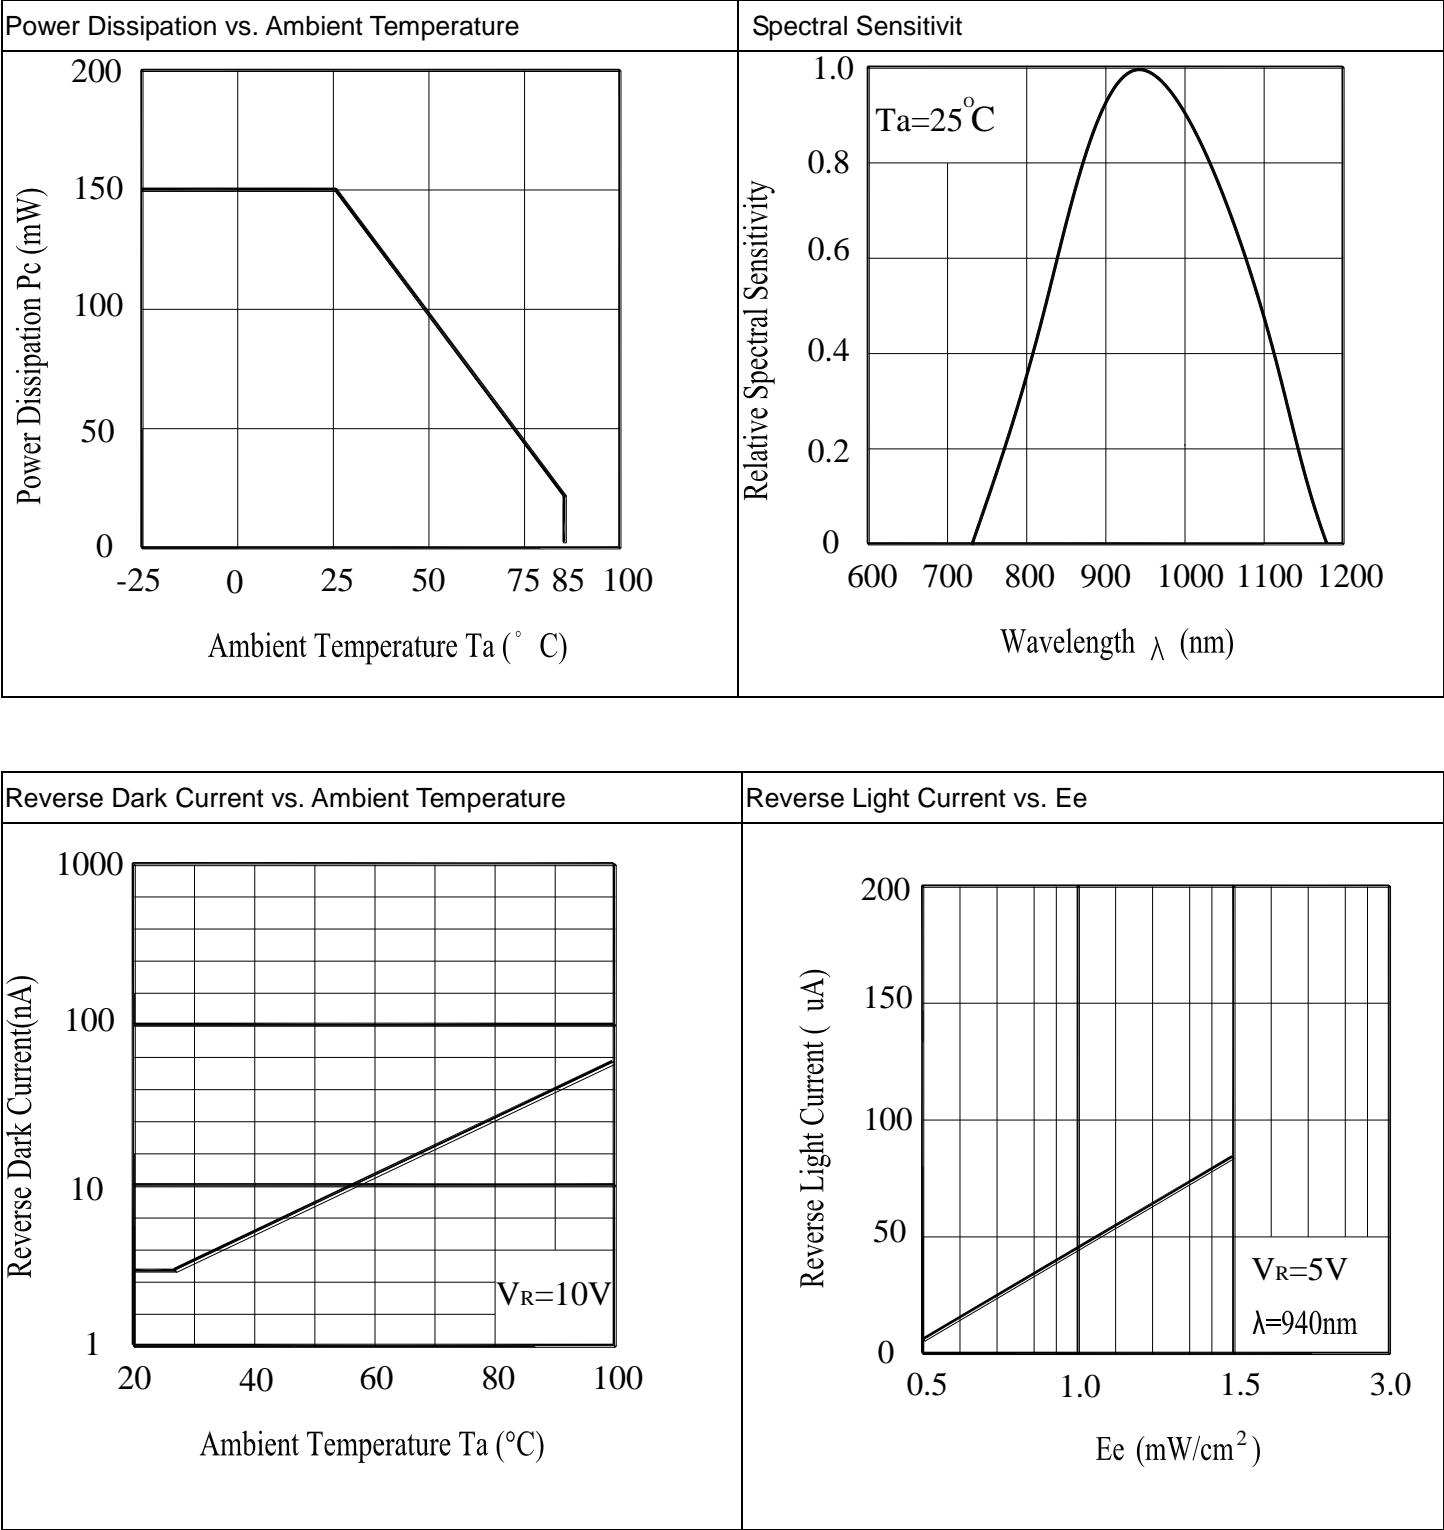 Power Dissipation vs. Ambient Temperature
Spectral Sensitivit
200
150
100
50
0
-25 0 25 50 75 85 100
Power Dissipation Pc (mW)
Ambient Temperature Ta (° C)
1.0
0.8
0.6
0.4
0.2
0
Ta=25°C
600 700 800 900 1000 1100 1200
Relative Spectral Sensitivity
Wavelength λ (nm)
Reverse Dark Current vs. Ambient Temperature
Reverse Light Current vs. Ee
1000
100
10
1
VR=10V
20 40 60 80 100
Reverse Dark Current(nA)
Ambient Temperature Ta (°C)
200
150
100
50
0
VR=5V
λ=940nm
0.5 1.0 1.5 3.0
Reverse Light Current ( uA)
Ee (mW/cm²)